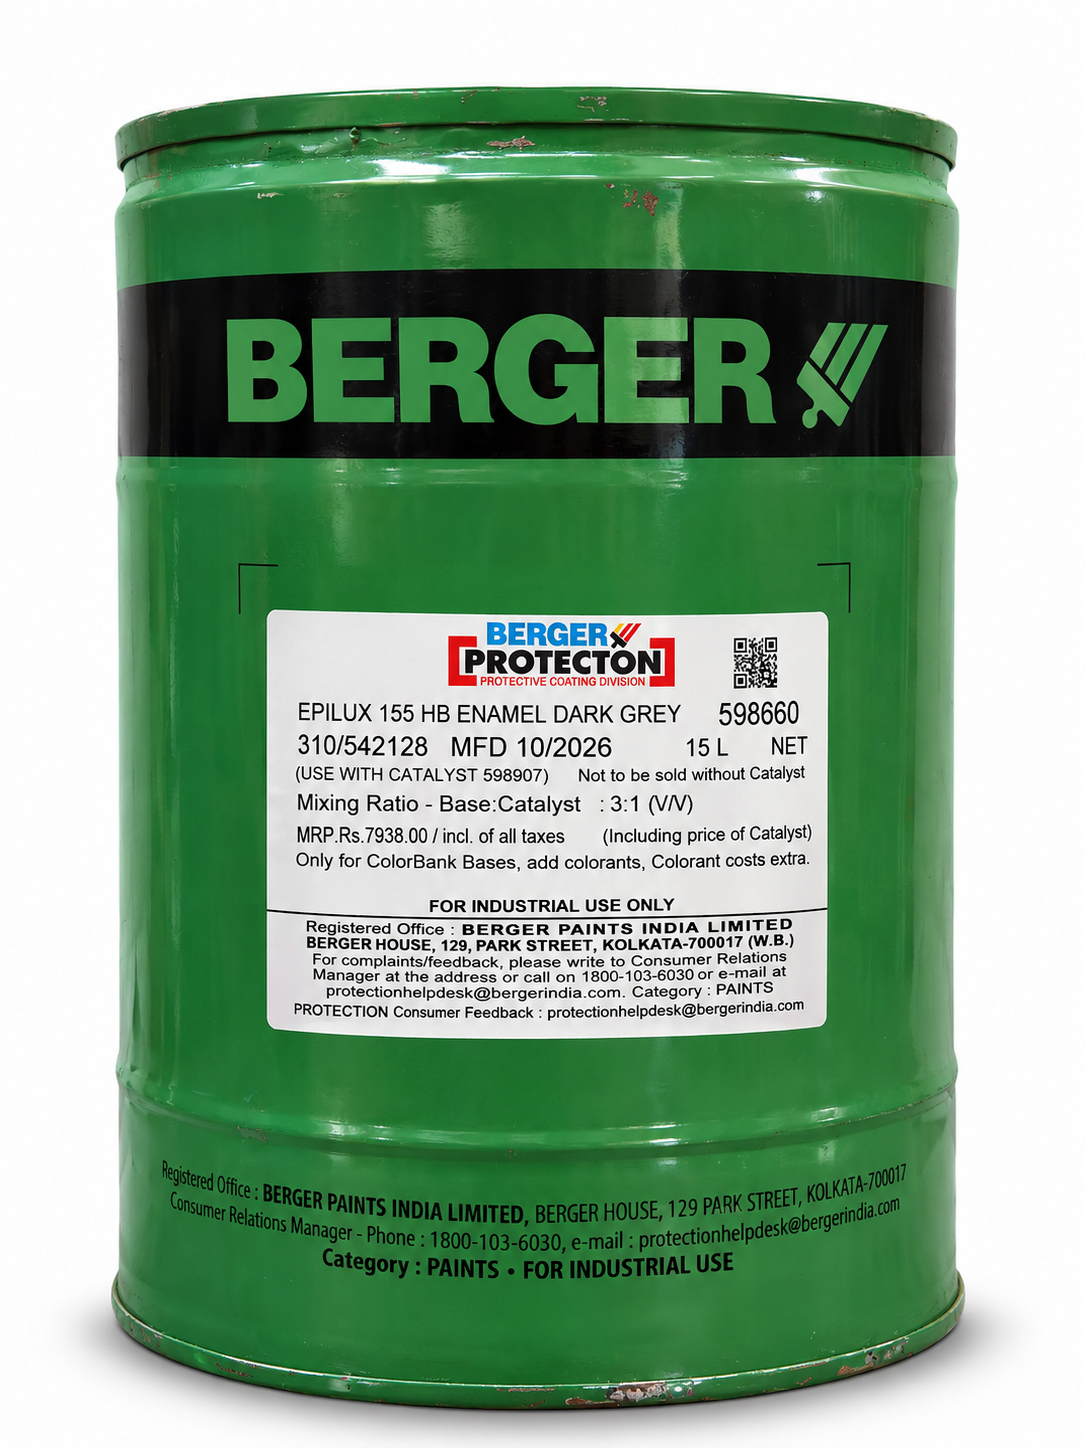 BERGER
BERGER
PROTECTON
PROTECTIVE COATING DIVISION
EPILUX 155 HB ENAMEL DARK GREY 598660
310/542128 MFD 10/2026 15 L NET
(USE WITH CATALYST 598907) Not to be sold without Catalyst
Mixing Ratio - Base:Catalyst : 3:1 (V/V)
MRP.Rs.7938.00 / incl. of all taxes (Including price of Catalyst)
Only for ColorBank Bases, add colorants, Colorant costs extra.
FOR INDUSTRIAL USE ONLY
Registered Office : BERGER PAINTS INDIA LIMITED
BERGER HOUSE, 129, PARK STREET, KOLKATA-700017 (W.B.)
For complaints/feedback, please write to Consumer Relations
Manager at the address or call on 1800-103-6030 or e-mail at
protectionhelpdesk@bergerindia.com. Category : PAINTS
PROTECTION Consumer Feedback : protectionhelpdesk@bergerindia.com
Registered Office : BERGER PAINTS INDIA LIMITED, BERGER HOUSE, 129 PARK STREET, KOLKATA-700017
Consumer Relations Manager - Phone : 1800-103-6030, e-mail : protectionhelpdesk@bergerindia.com
Category : PAINTS • FOR INDUSTRIAL USE